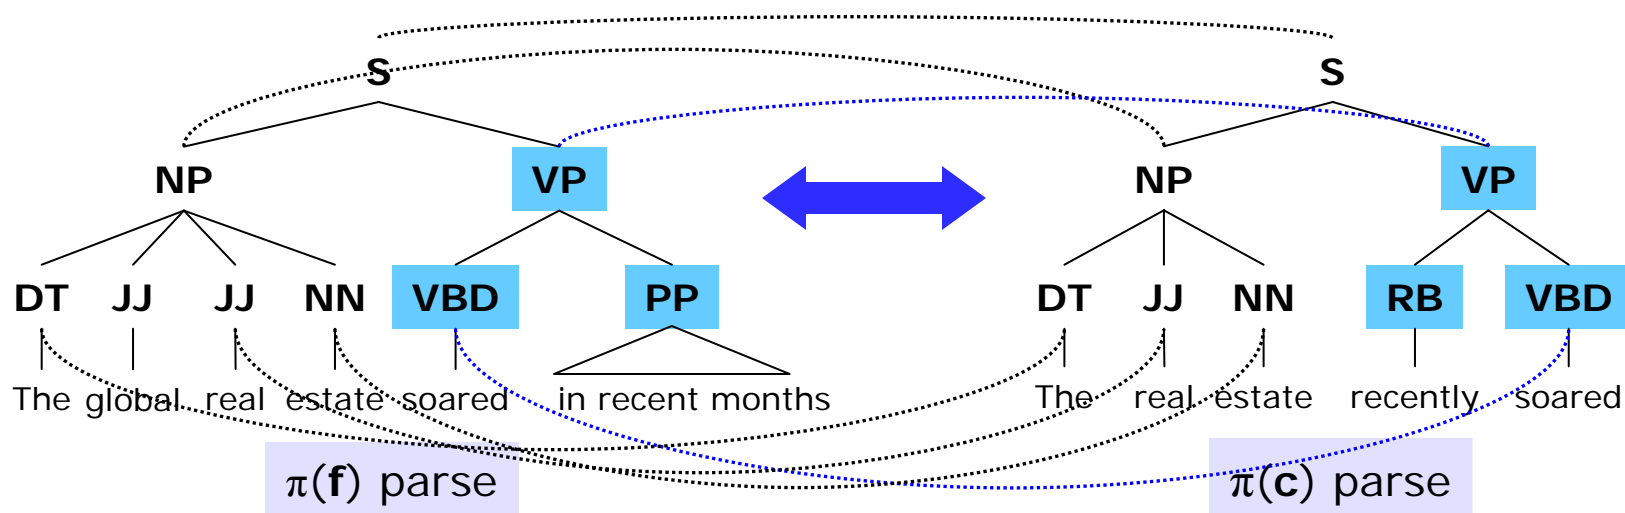 S S
NP VP NP VP
DT JJ JJ NN VBD PP DT JJ NN RB VBD
The global real estate soared in recent months The real estate recently soared
π(f) parse π(c) parse